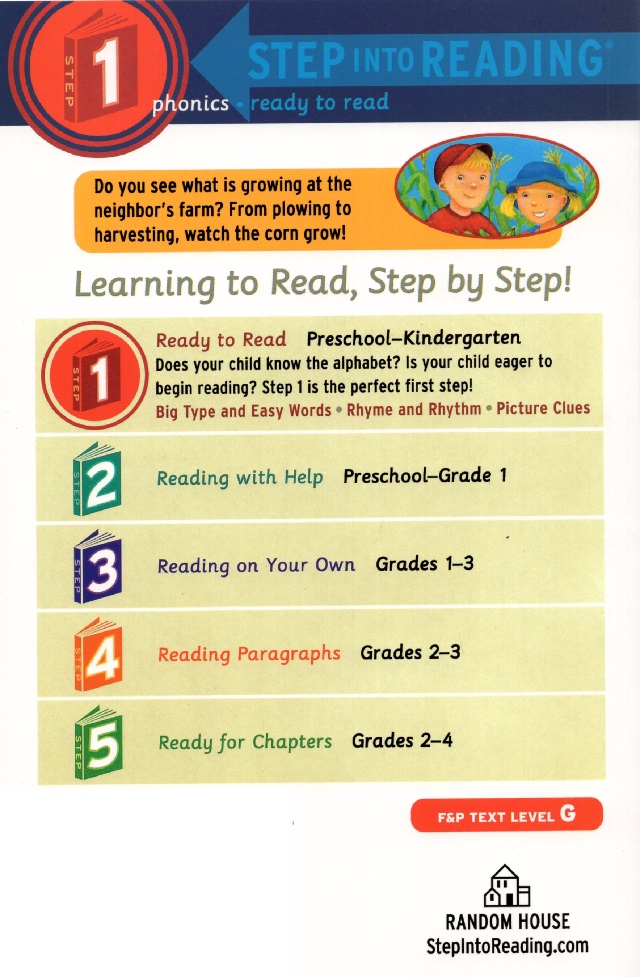 STEP 1
STEP INTO READING®
phonics • ready to read
Do you see what is growing at the
neighbor's farm? From plowing to
harvesting, watch the corn grow!
Learning to Read, Step by Step!
STEP 1
Ready to Read Preschool–Kindergarten
Does your child know the alphabet? Is your child eager to
begin reading? Step 1 is the perfect first step!
Big Type and Easy Words • Rhyme and Rhythm • Picture Clues
STEP 2
Reading with Help Preschool–Grade 1
STEP 3
Reading on Your Own Grades 1–3
STEP 4
Reading Paragraphs Grades 2–3
STEP 5
Ready for Chapters Grades 2–4
F&P TEXT LEVEL G
RANDOM HOUSE
StepIntoReading.com